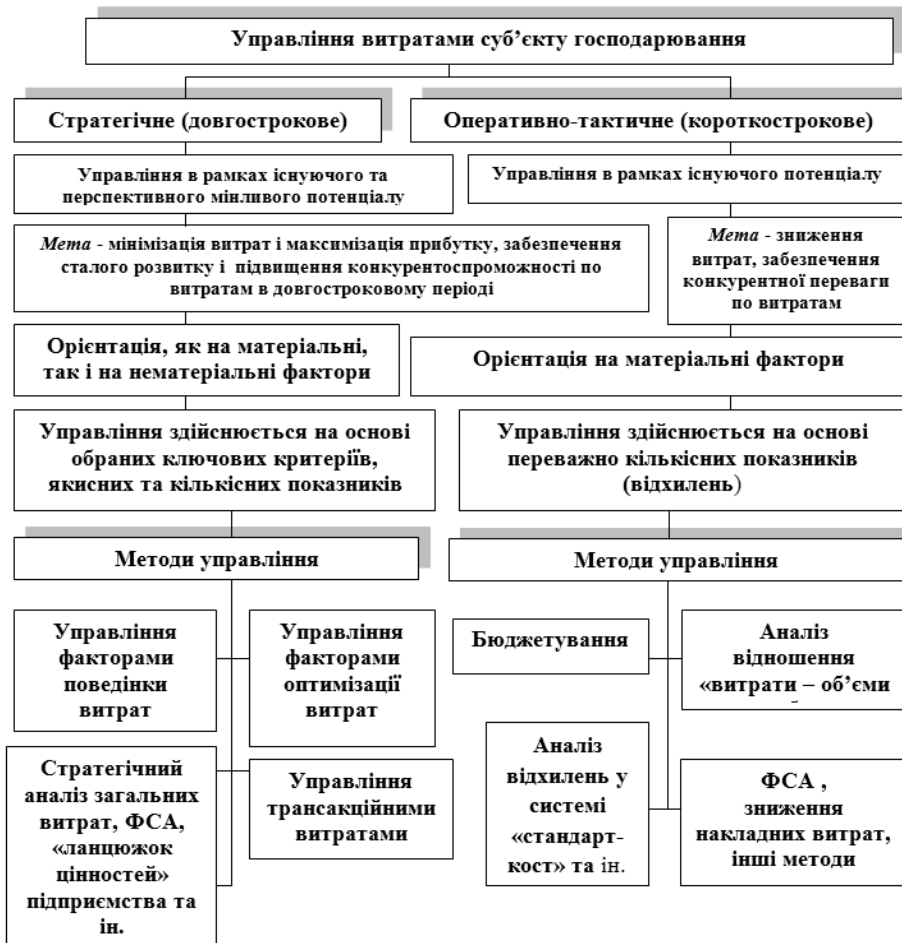 Управління витратами суб’єкту господарювання
Стратегічне (довгострокове)
Оперативно-тактичне (короткострокове)
Управління в рамках існуючого та
перспективного мінливого потенціалу
Управління в рамках існуючого потенціалу
Мета - мінімізація витрат і максимізація прибутку, забезпечення
сталого розвитку і підвищення конкурентоспроможності по
витратам в довгостроковому періоді
Мета - зниження
витрат, забезпечення
конкурентної переваги
по витратам
Орієнтація, як на матеріальні,
так і на нематеріальні фактори
Орієнтація на матеріальні фактори
Управління здійснюється на основі
обраних ключових критеріїв,
якисних та кількісних показників
Управління здійснюється на основі
переважно кількісних показників
(відхилень)
Методи управління
Методи управління
Управління
факторами
поведінки
витрат
Управління
факторами
оптимізації
витрат
Бюджетування
Аналіз
відношення
«витрати – об’єми
Стратегічний
аналіз загальних
витрат, ФСА,
«ланцюжок
цінностей»
підприємства та
ін.
Управління
трансакційними
витратами
Аналіз
відхилень у
системі
«стандарт-
кост» та ін.
ФСА ,
зниження
накладних витрат,
інші методи